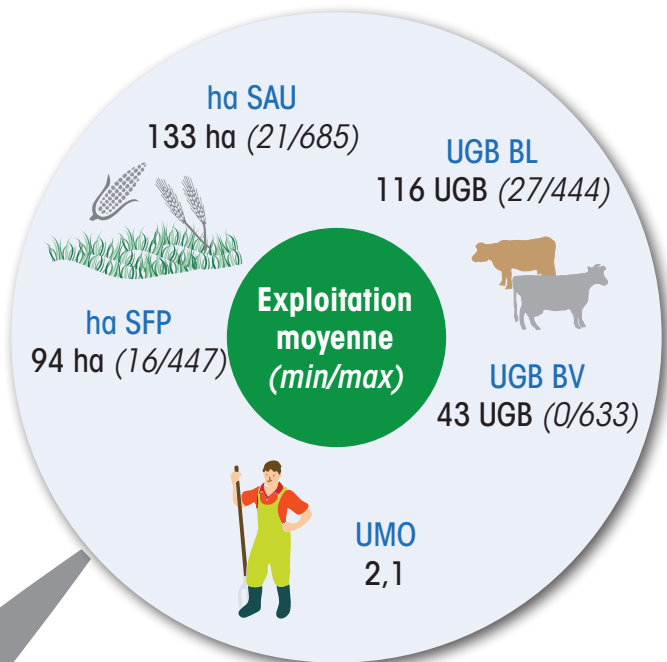 ha SAU
133 ha (21/685)
UGB BL
116 UGB (27/444)
Exploitation
moyenne
(min/max)
ha SFP
94 ha (16/447)
UGB BV
43 UGB (0/633)
UMO
2,1